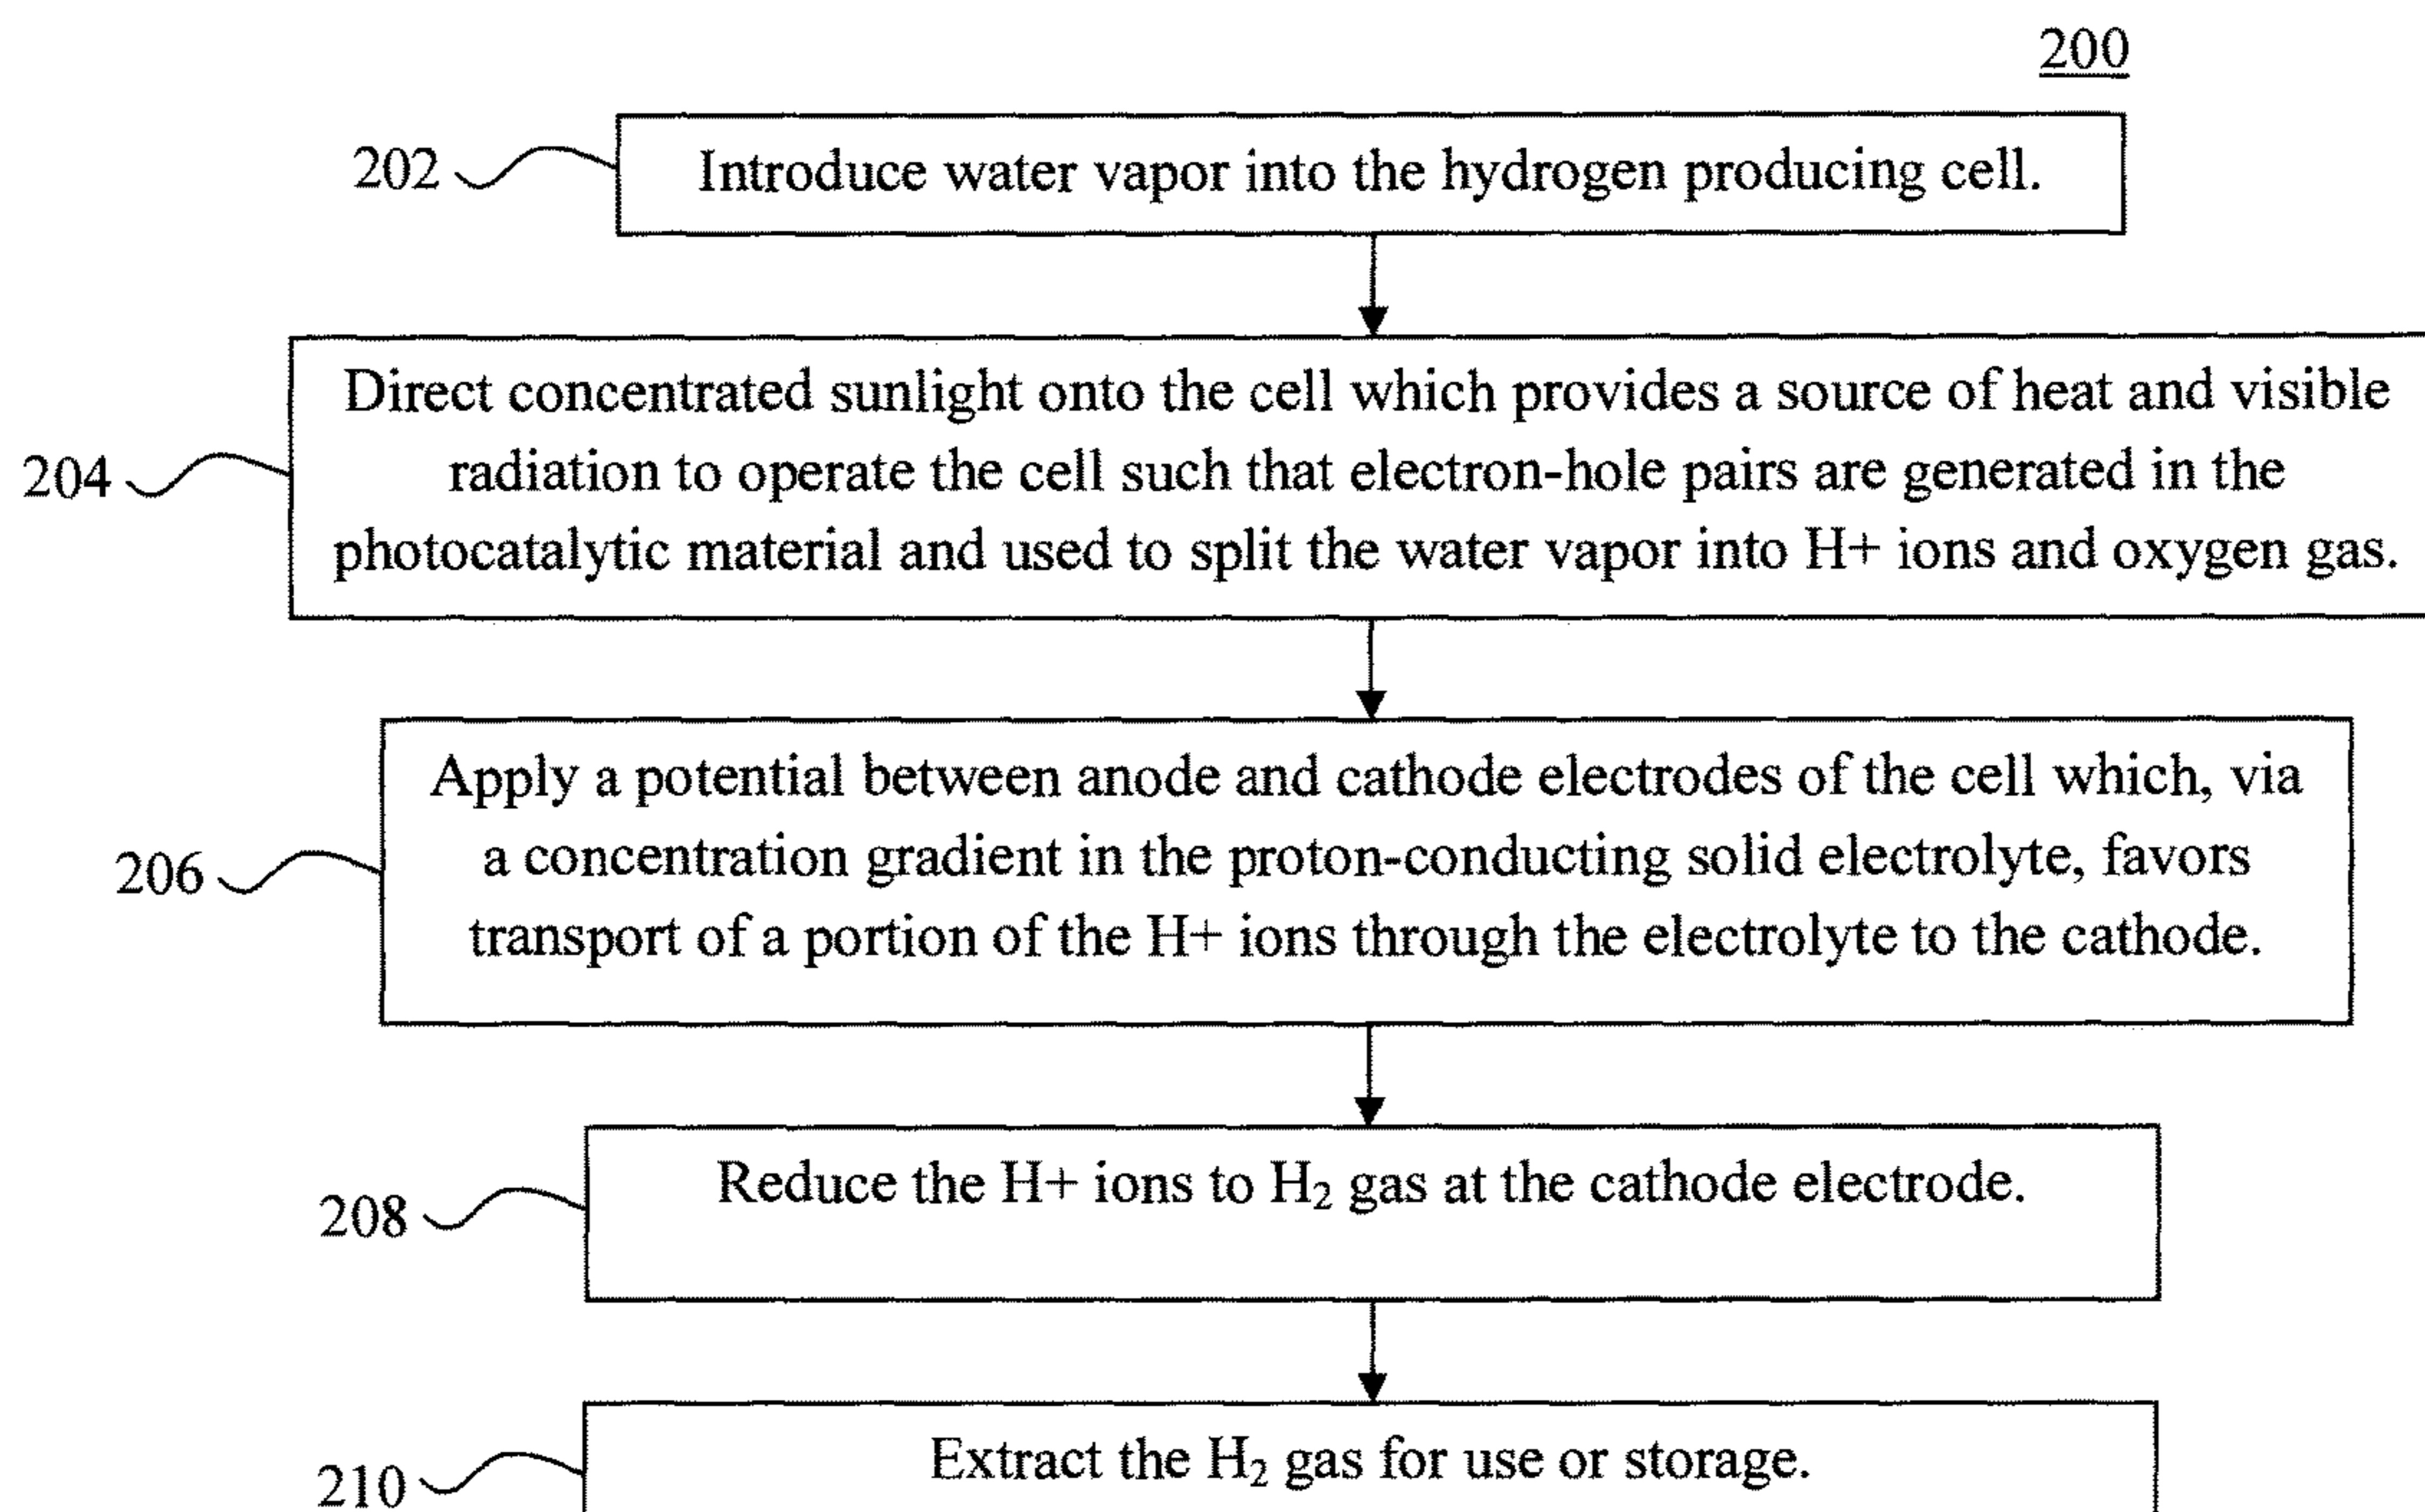 200
202
Introduce water vapor into the hydrogen producing cell.
204
Direct concentrated sunlight onto the cell which provides a source of heat and visible
radiation to operate the cell such that electron-hole pairs are generated in the
photocatalytic material and used to split the water vapor into H+ ions and oxygen gas.
206
Apply a potential between anode and cathode electrodes of the cell which, via
a concentration gradient in the proton-conducting solid electrolyte, favors
transport of a portion of the H+ ions through the electrolyte to the cathode.
208
Reduce the H+ ions to H₂ gas at the cathode electrode.
210
Extract the H₂ gas for use or storage.